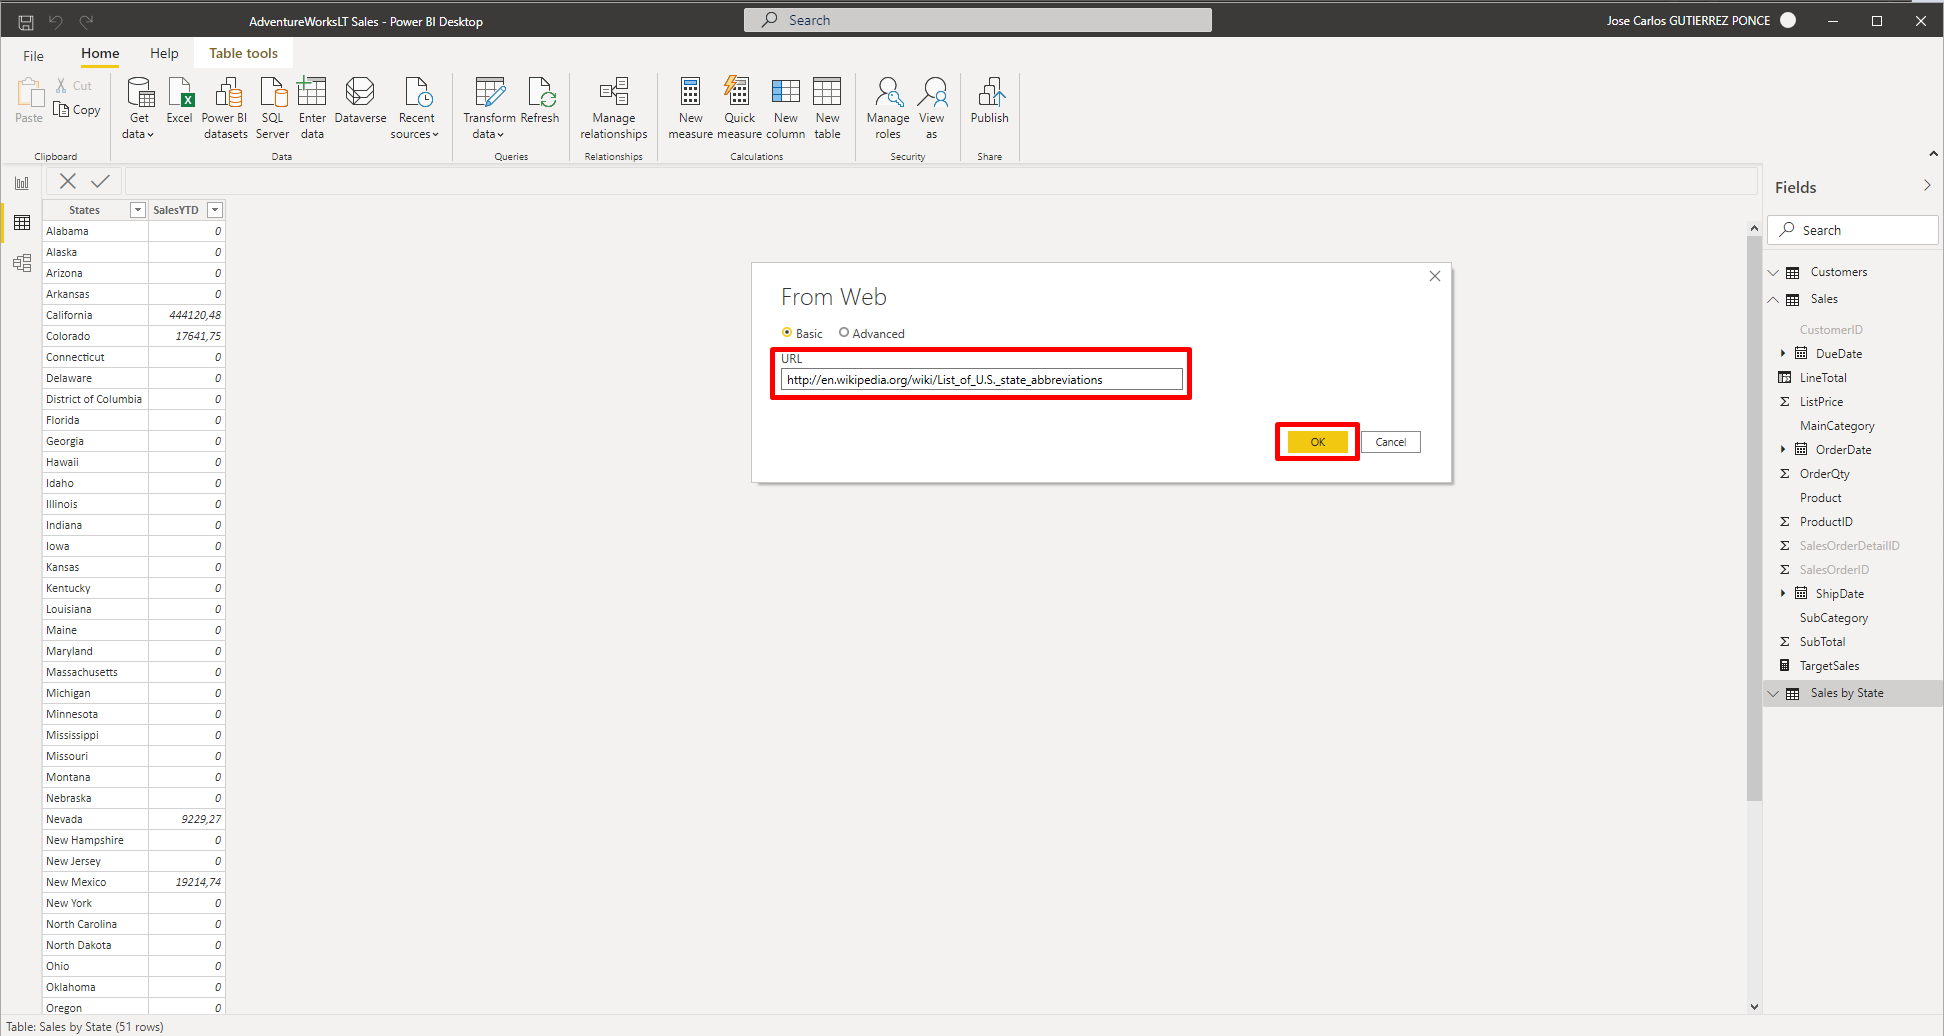 AdventureWorksLT Sales - Power BI Desktop
Search
Jose Carlos GUTIERREZ PONCE
File
Home
Help
Table tools
Paste
Cut
Copy
Clipboard
Get data
Excel
Power BI datasets
SQL Server
Enter data
Dataverse
Recent sources
Data
Transform data
Refresh
Queries
Manage relationships
Relationships
New measure
Quick measure
New column
New table
Calculations
Manage roles
View as
Security
Publish
Share
States SalesYTD
Alabama 0
Alaska 0
Arizona 0
Arkansas 0
California 444120,48
Colorado 17641,75
Connecticut 0
Delaware 0
District of Columbia 0
Florida 0
Georgia 0
Hawaii 0
Idaho 0
Illinois 0
Indiana 0
Iowa 0
Kansas 0
Kentucky 0
Louisiana 0
Maine 0
Maryland 0
Massachusetts 0
Michigan 0
Minnesota 0
Mississippi 0
Missouri 0
Montana 0
Nebraska 0
Nevada 9229,27
New Hampshire 0
New Jersey 0
New Mexico 19214,74
New York 0
North Carolina 0
North Dakota 0
Ohio 0
Oklahoma 0
Oregon 0
From Web
Basic Advanced
URL
http://en.wikipedia.org/wiki/List_of_U.S._state_abbreviations
OK
Cancel
Fields
Search
Customers
Sales
CustomerID
DueDate
LineTotal
ListPrice
MainCategory
OrderDate
OrderQty
Product
ProductID
SalesOrderDetailID
SalesOrderID
ShipDate
SubCategory
SubTotal
TargetSales
Sales by State
Table: Sales by State (51 rows)